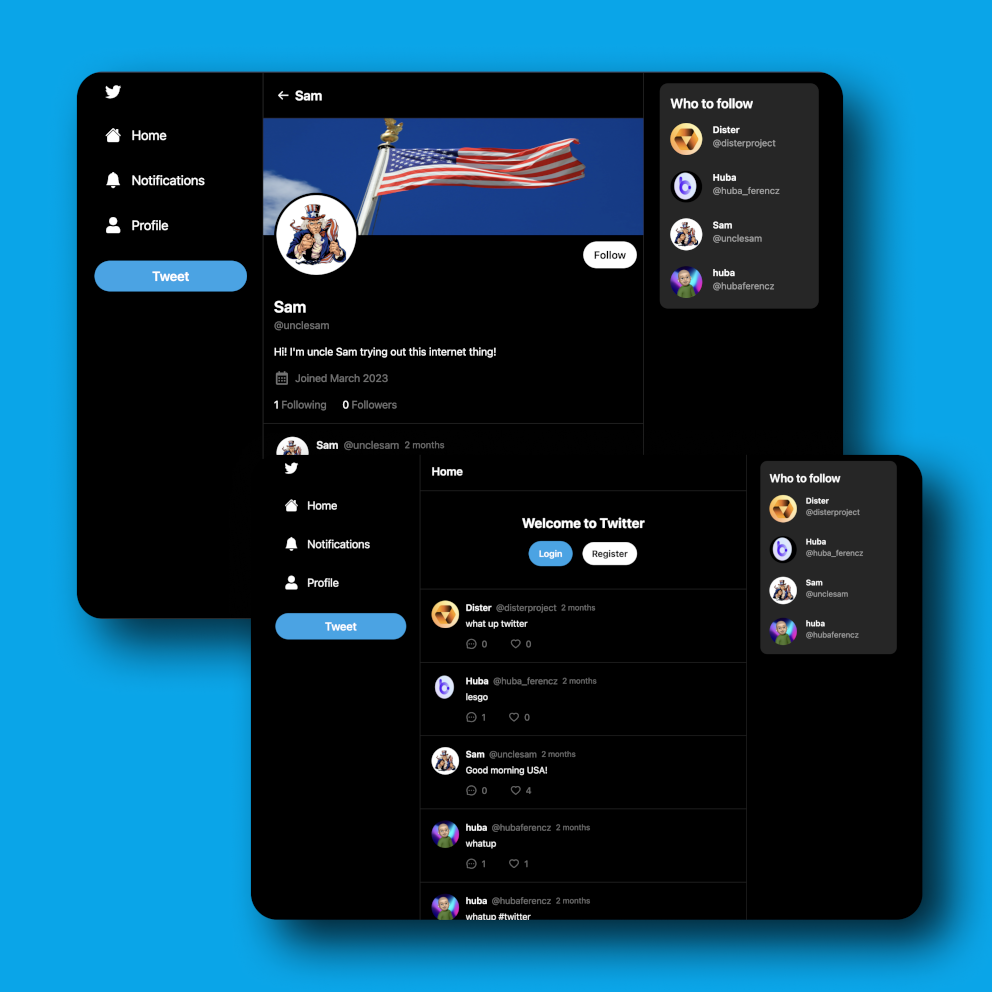 Sam
Home
Notifications
Profile
Tweet
Follow
Sam
@unclesam
Hi! I'm uncle Sam trying out this internet thing!
Joined March 2023
1 Following 0 Followers
Sam @unclesam 2 months
Who to follow
Dister
@disterproject
Huba
@huba_ferencz
Sam
@unclesam
huba
@hubaferencz
Home
Notifications
Profile
Tweet
Home
Welcome to Twitter
Login Register
Dister @disterproject 2 months
what up twitter
0 0
Huba @huba_ferencz 2 months
lesgo
1 0
Sam @unclesam 2 months
Good morning USA!
0 4
huba @hubaferencz 2 months
whatup
1 1
huba @hubaferencz 2 months
whatup #twitter
Who to follow
Dister
@disterproject
Huba
@huba_ferencz
Sam
@unclesam
huba
@hubaferencz